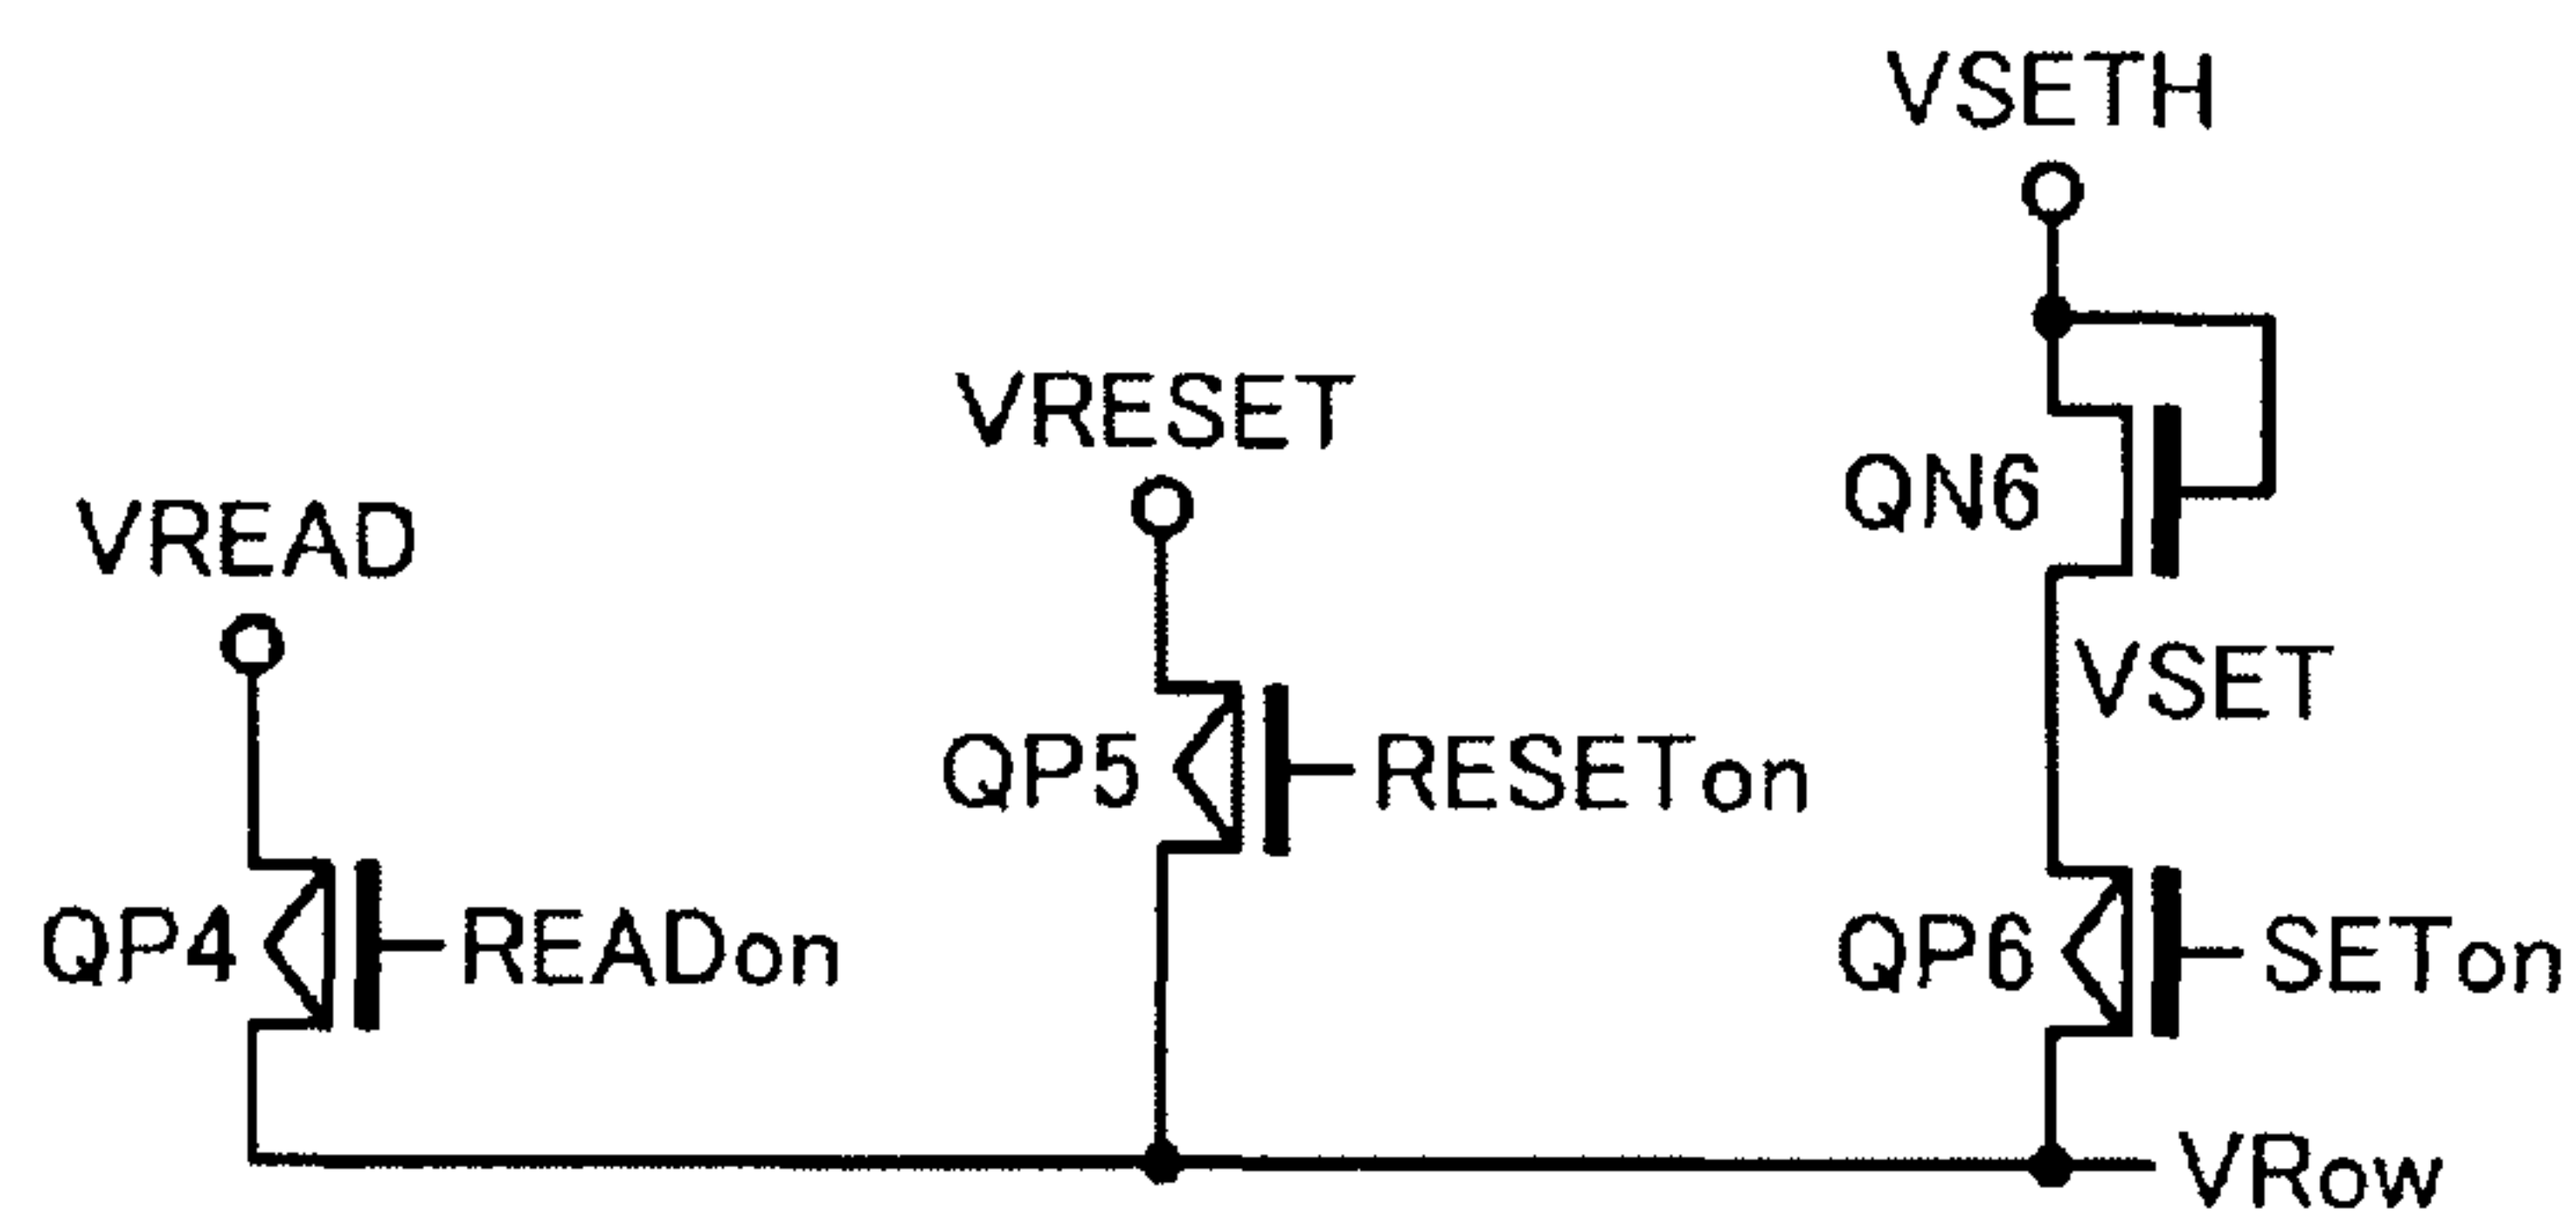 VSETH
VRESET
QN6
VREAD
VSET
QP5
RESETon
QP4
READon
QP6
SETon
VRow